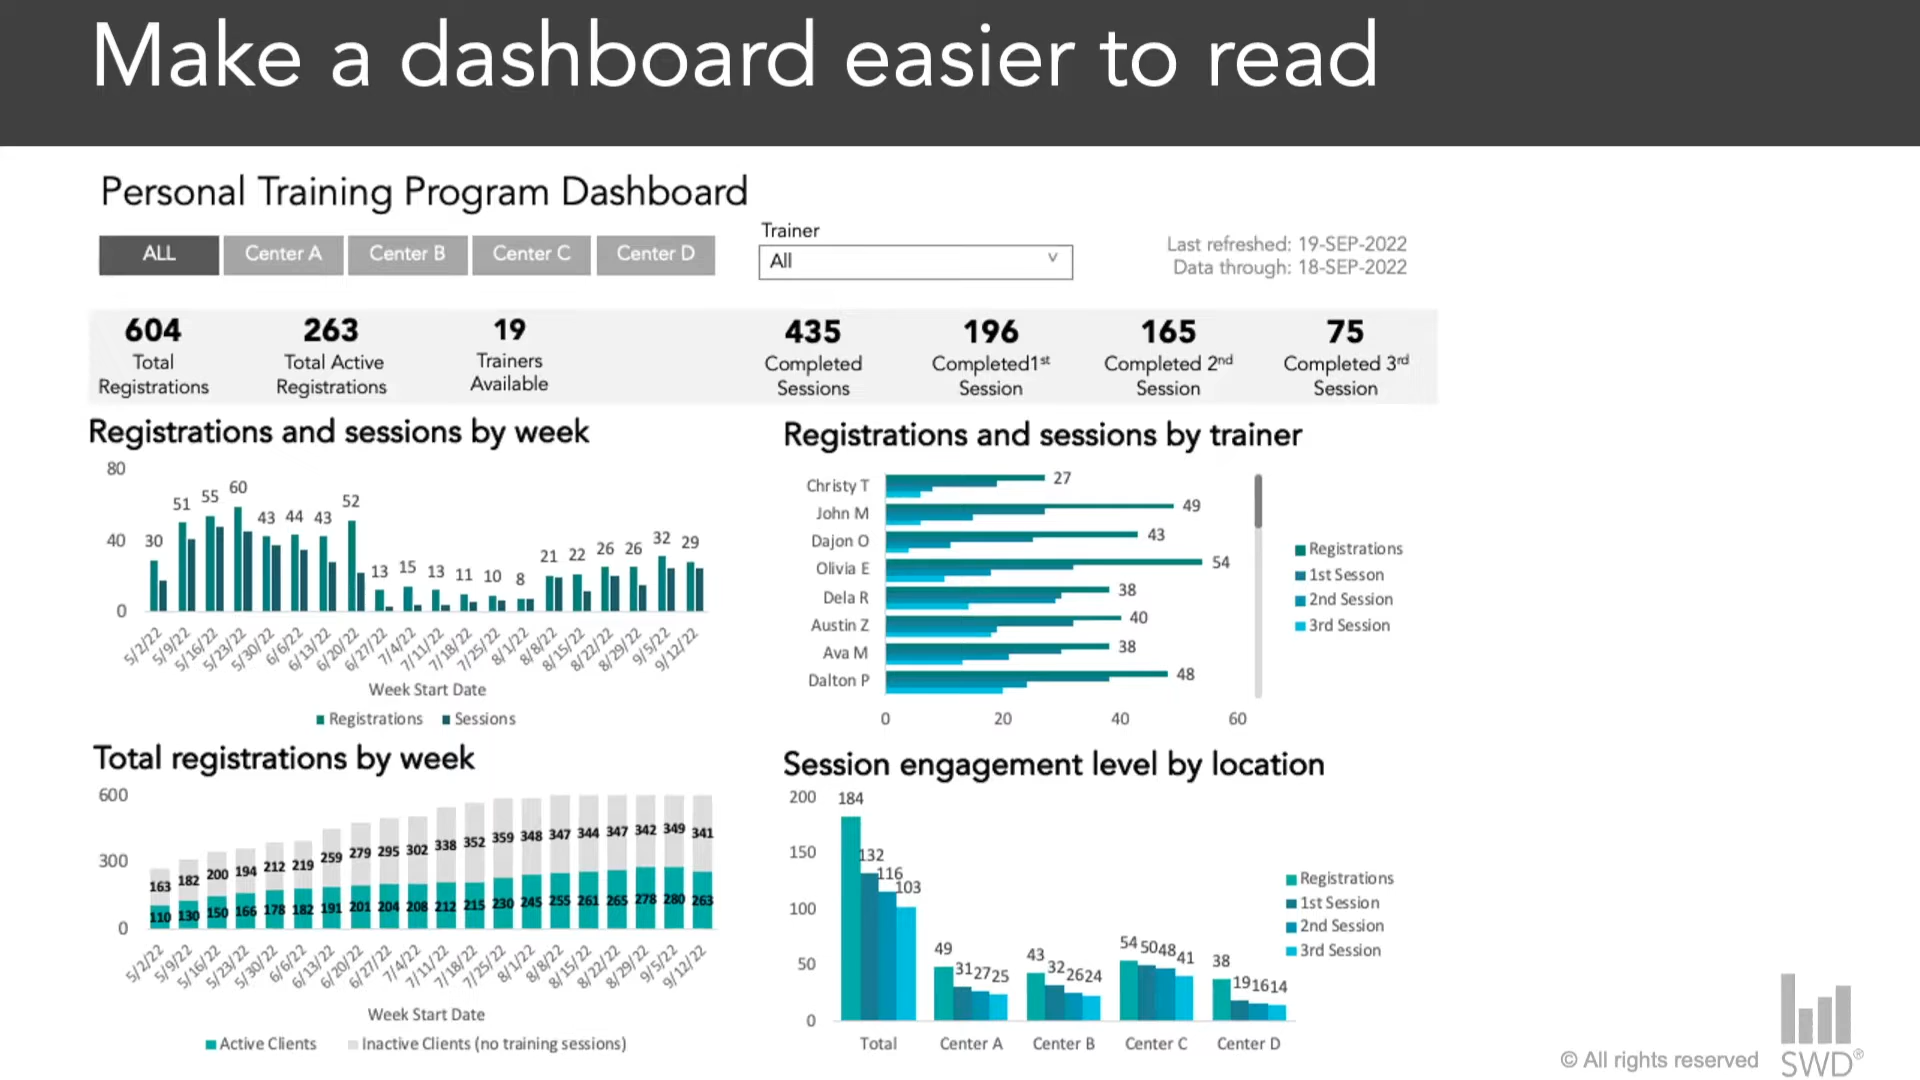 Make a dashboard easier to read
Personal Training Program Dashboard
ALL
Center A
Center B
Center C
Center D
Trainer
All
Last refreshed: 19-SEP-2022
Data through: 18-SEP-2022
604
Total
Registrations
263
Total Active
Registrations
19
Trainers
Available
435
Completed
Sessions
196
Completed1st
Session
165
Completed 2nd
Session
75
Completed 3rd
Session
Registrations and sessions by week
80
40
0
30 51 55 60 43 44 43 52 13 15 13 11 10 8 21 22 26 26 32 29
5/2/22 5/9/22 5/16/22 5/23/22 5/30/22 6/6/22 6/13/22 6/20/22 6/27/22 7/4/22 7/11/22 7/18/22 7/25/22 8/1/22 8/8/22 8/15/22 8/22/22 8/29/22 9/5/22 9/12/22
Week Start Date
Registrations Sessions
Registrations and sessions by trainer
Christy T 27
John M 49
Dajon O 43
Olivia E 54
Dela R 38
Austin Z 40
Ava M 38
Dalton P 48
0 20 40 60
Registrations
1st Sesson
2nd Session
3rd Session
Total registrations by week
600
300
0
163 182 200 194 212 219 259 279 295 302 338 352 359 348 347 344 347 342 349 341
110 130 150 166 178 182 191 201 204 208 212 215 230 245 255 261 265 278 280 263
5/2/22 5/9/22 5/16/22 5/23/22 5/30/22 6/6/22 6/13/22 6/20/22 6/27/22 7/4/22 7/11/22 7/18/22 7/25/22 8/1/22 8/8/22 8/15/22 8/22/22 8/29/22 9/5/22 9/12/22
Week Start Date
Active Clients Inactive Clients (no training sessions)
Session engagement level by location
200
150
100
50
0
184 132 116 103
49 31 27 25
43 32 26 24
54 50 48 41
38 19 16 14
Total Center A Center B Center C Center D
Registrations
1st Session
2nd Session
3rd Session
© All rights reserved
SWD®